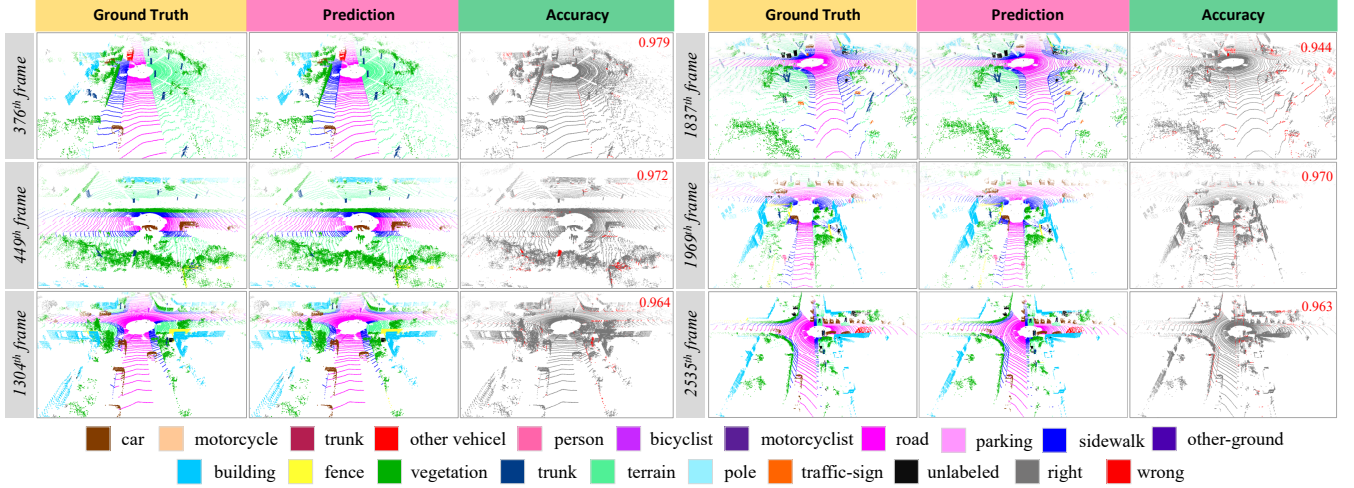 Ground Truth Prediction Accuracy Ground Truth Prediction Accuracy
376th frame 0.979 1837th frame 0.944
449th frame 0.972 1969th frame 0.970
1304th frame 0.964 2535th frame 0.963
car motorcycle trunk other vehicel person bicyclist motorcyclist road parking sidewalk other-ground
building fence vegetation trunk terrain pole traffic-sign unlabeled right wrong